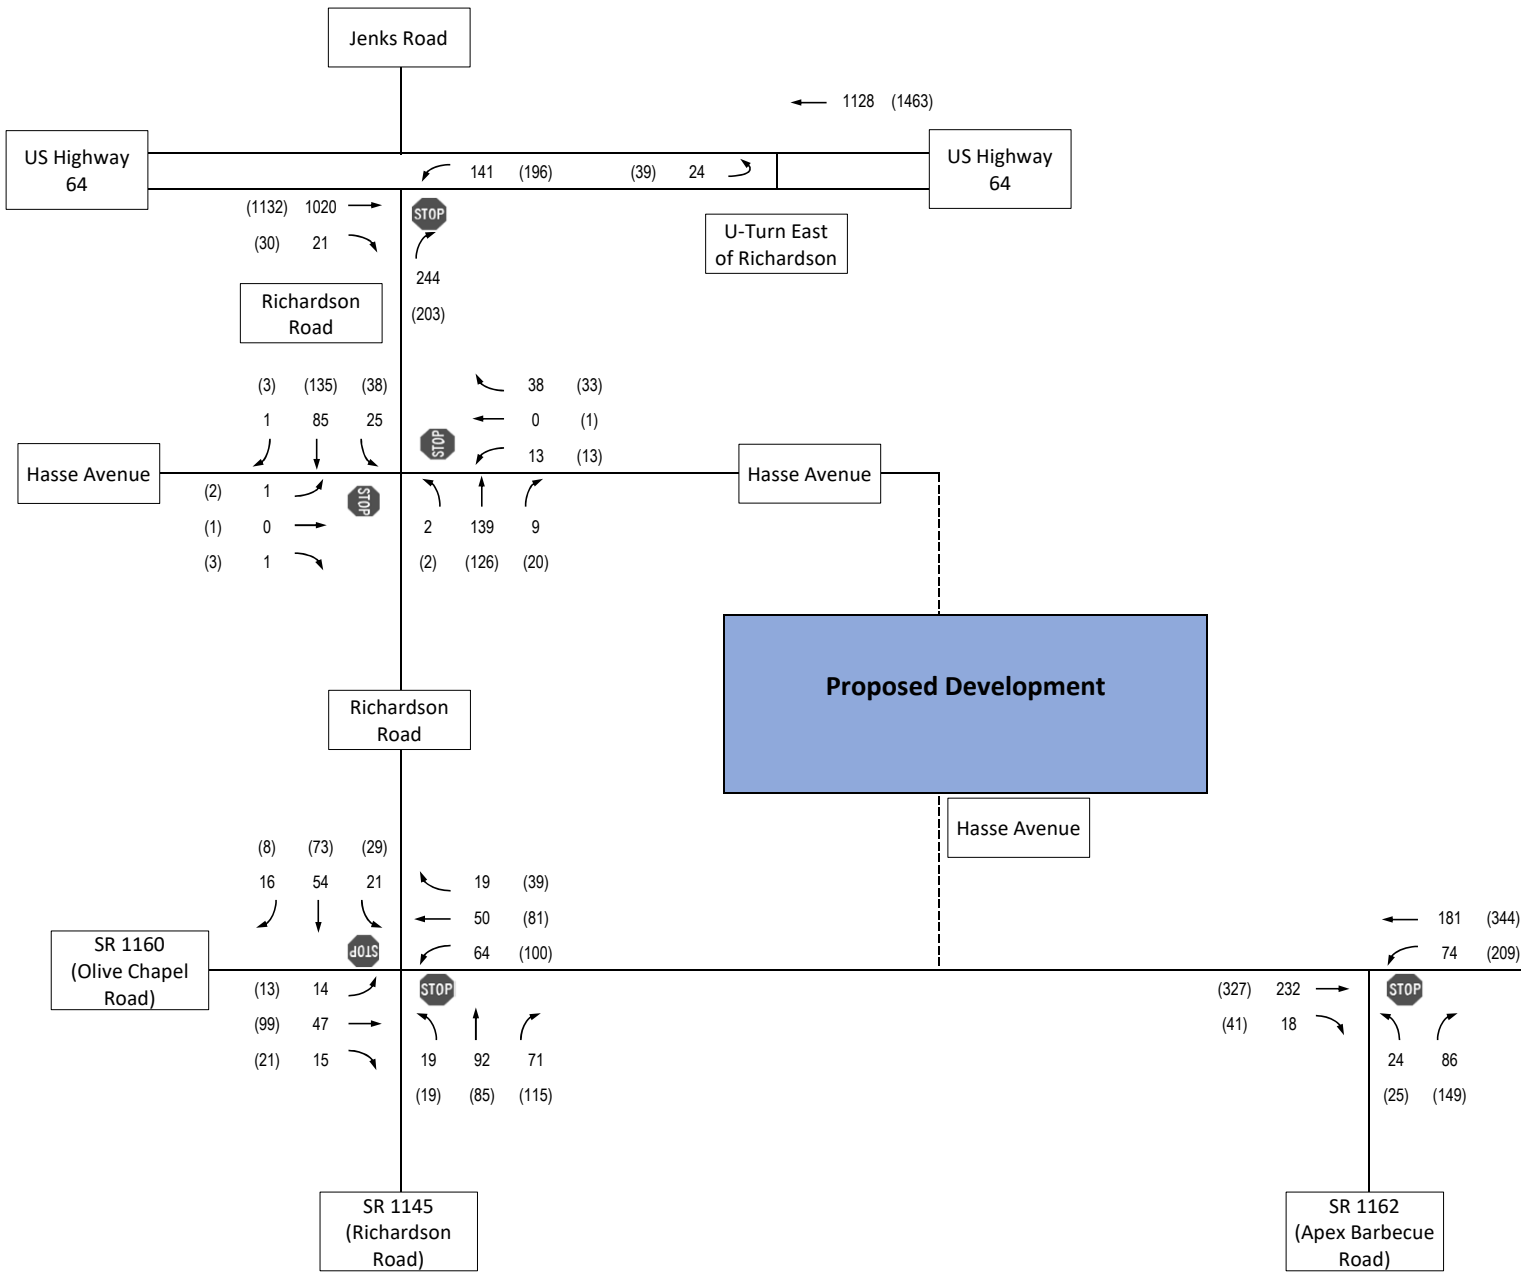 Jenks Road
1128 (1463)
US Highway
64
141 (196) (39) 24
US Highway
64
(1132) 1020
STOP
(30) 21
U-Turn East
of Richardson
244
(203)
Richardson
Road
(3) (135) (38) 38 (33)
1 85 25 0 (1)
STOP
13 (13)
Hasse Avenue
Hasse Avenue
(2) 1
STOP
(1) 0 2 139 9
(3) 1 (2) (126) (20)
Proposed Development
Richardson
Road
Hasse Avenue
(8) (73) (29)
16 54 21 19 (39)
50 (81) 181 (344)
STOP
64 (100) 74 (209)
SR 1160
(Olive Chapel
Road)
(13) 14
STOP
(327) 232
STOP
(99) 47 (41) 18
(21) 15 19 92 71 24 86
(19) (85) (115) (25) (149)
SR 1145
(Richardson
Road)
SR 1162
(Apex Barbecue
Road)